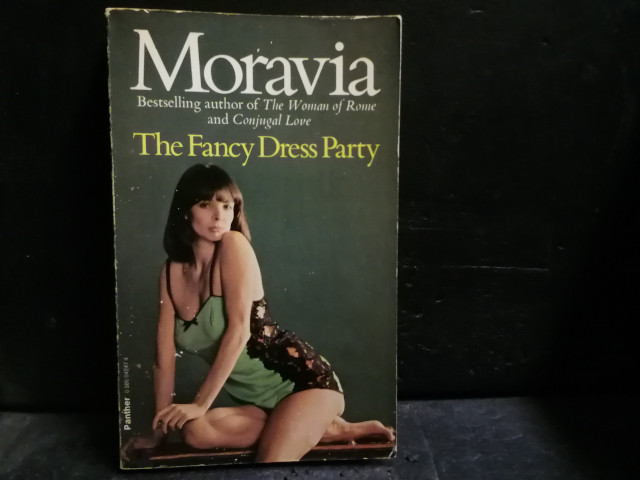 Moravia
Bestselling author of The Woman of Rome
and Conjugal Love
The Fancy Dress Party
Panther